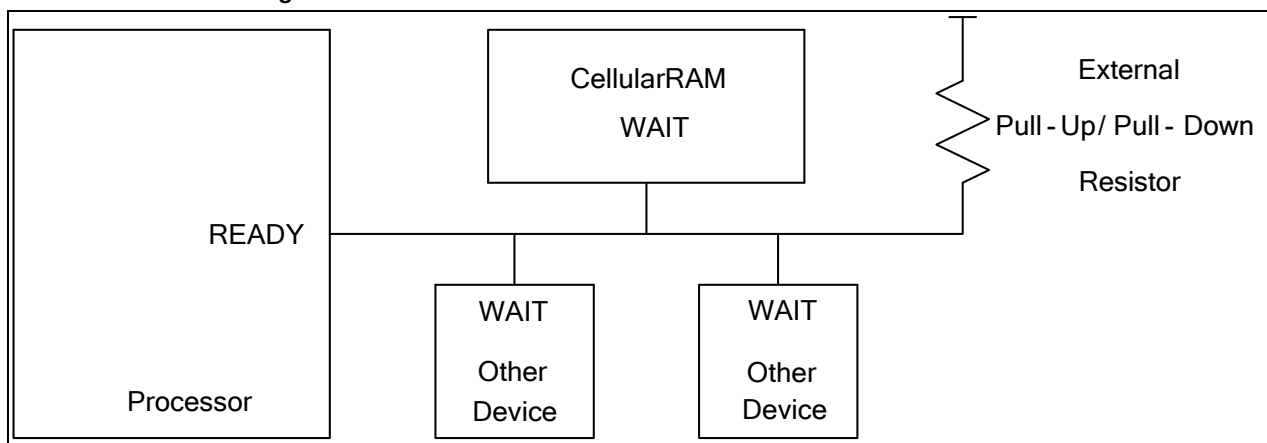 CellularRAM
WAIT
External
Pull - Up / Pull - Down
Resistor
READY
Processor
WAIT
Other
Device
WAIT
Other
Device